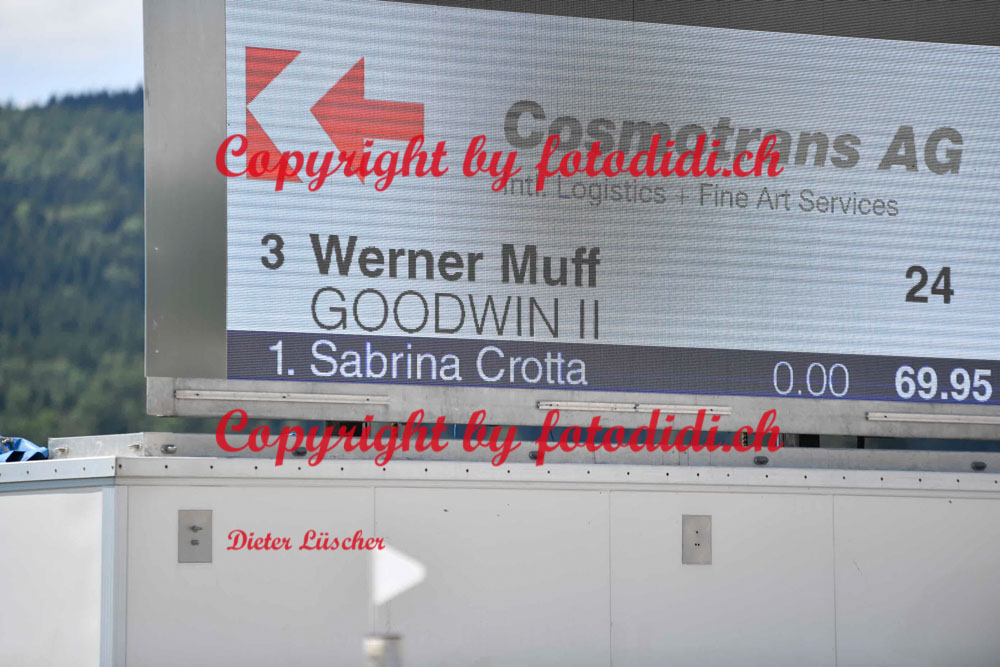 Cosmotrans AG
Copyright by fotodidi.ch
Intl. Logistics + Fine Art Services
3 Werner Muff 24
GOODWIN II
1. Sabrina Crotta 0.00 69.95
Copyright by fotodidi.ch
Dieter Lüscher